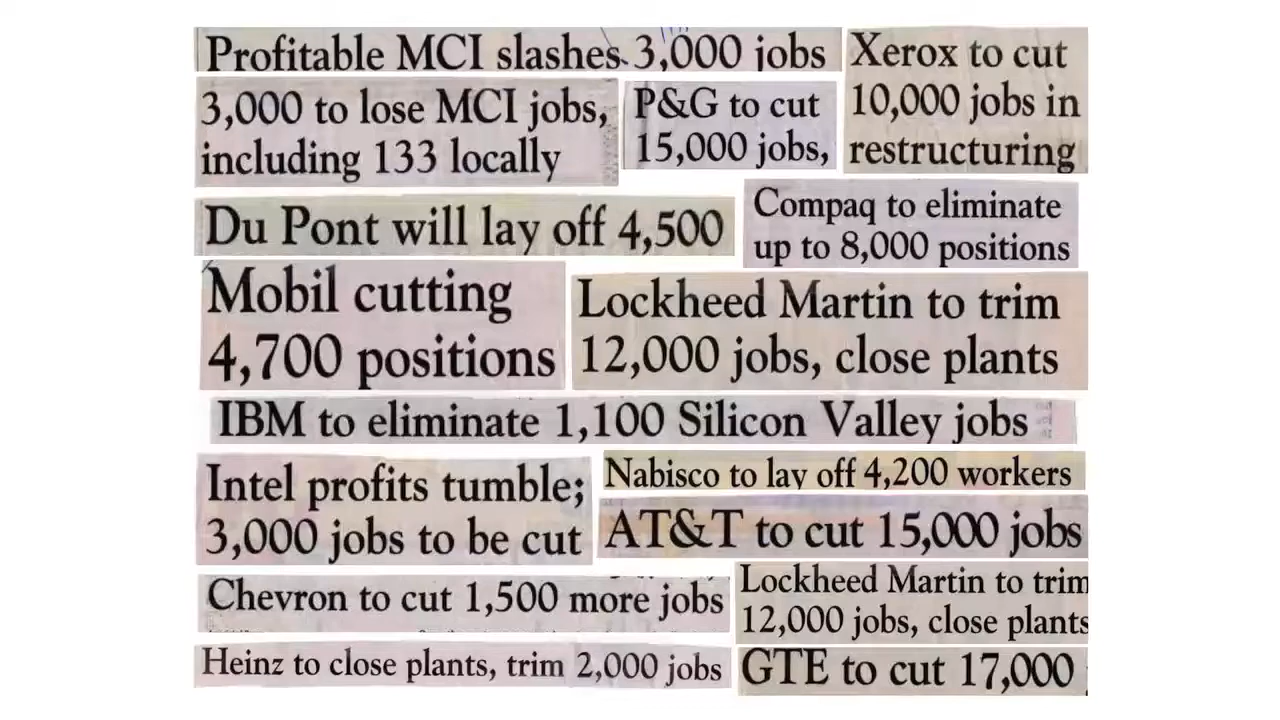 Profitable MCI slashes 3,000 jobs
Xerox to cut
10,000 jobs in
restructuring
3,000 to lose MCI jobs,
including 133 locally
P&G to cut
15,000 jobs,
Du Pont will lay off 4,500
Compaq to eliminate
up to 8,000 positions
Mobil cutting
4,700 positions
Lockheed Martin to trim
12,000 jobs, close plants
IBM to eliminate 1,100 Silicon Valley jobs
Intel profits tumble;
3,000 jobs to be cut
Nabisco to lay off 4,200 workers
AT&T to cut 15,000 jobs
Chevron to cut 1,500 more jobs
Lockheed Martin to trim
12,000 jobs, close plants
Heinz to close plants, trim 2,000 jobs
GTE to cut 17,000